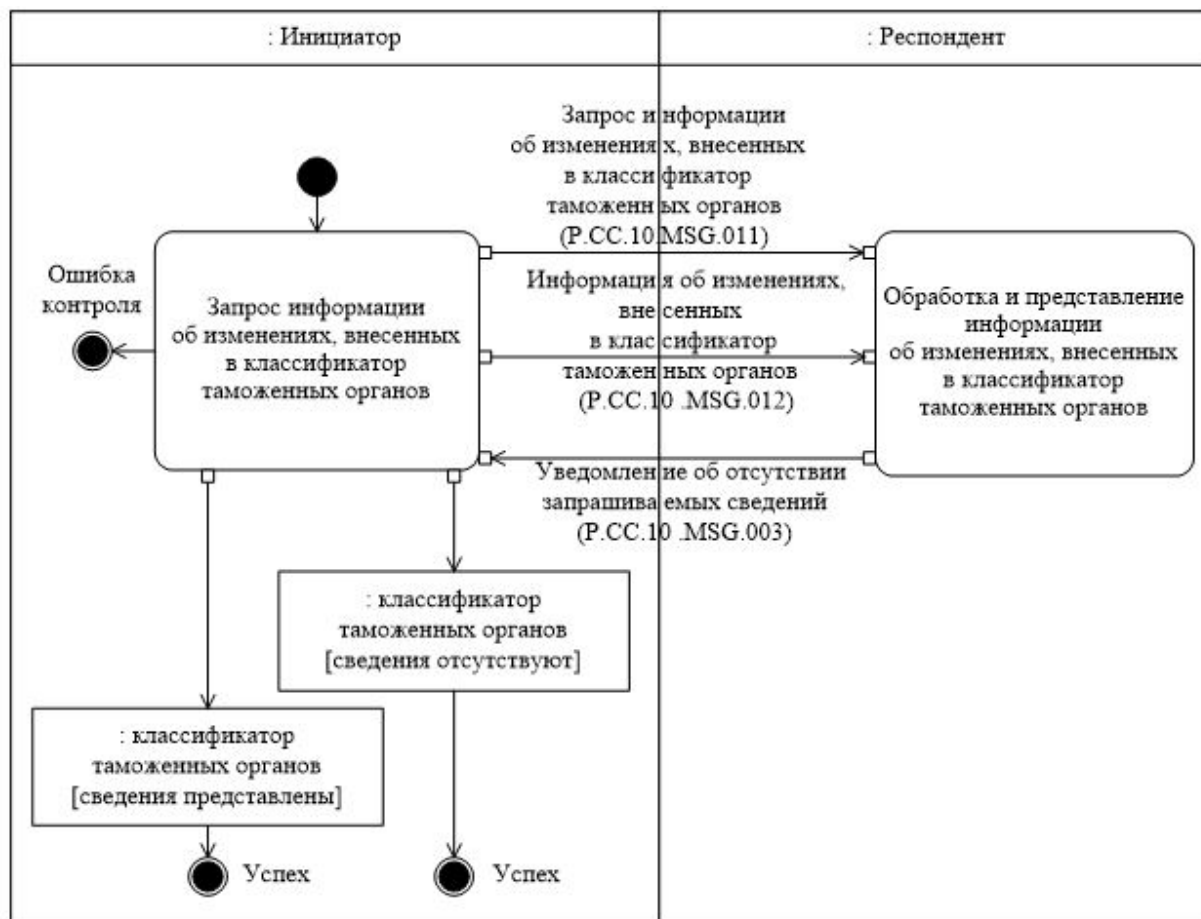 : Инициатор
: Респондент
Запрос информации
об изменениях, внесенных
в классификатор
таможенных органов
(P.CC.10.MSG.011)
Ошибка
контроля
Запрос информации
об изменениях, внесенных
в классификатор
таможенных органов
Информация об изменениях,
внесенных
в классификатор
таможенных органов
(P.CC.10 .MSG.012)
Обработка и представление
информации
об изменениях, внесенных
в классификатор
таможенных органов
Уведомление об отсутствии
запрашиваемых сведений
(P.CC.10 .MSG.003)
: классификатор
таможенных органов
[сведения отсутствуют]
: классификатор
таможенных органов
[сведения представлены]
Успех
Успех